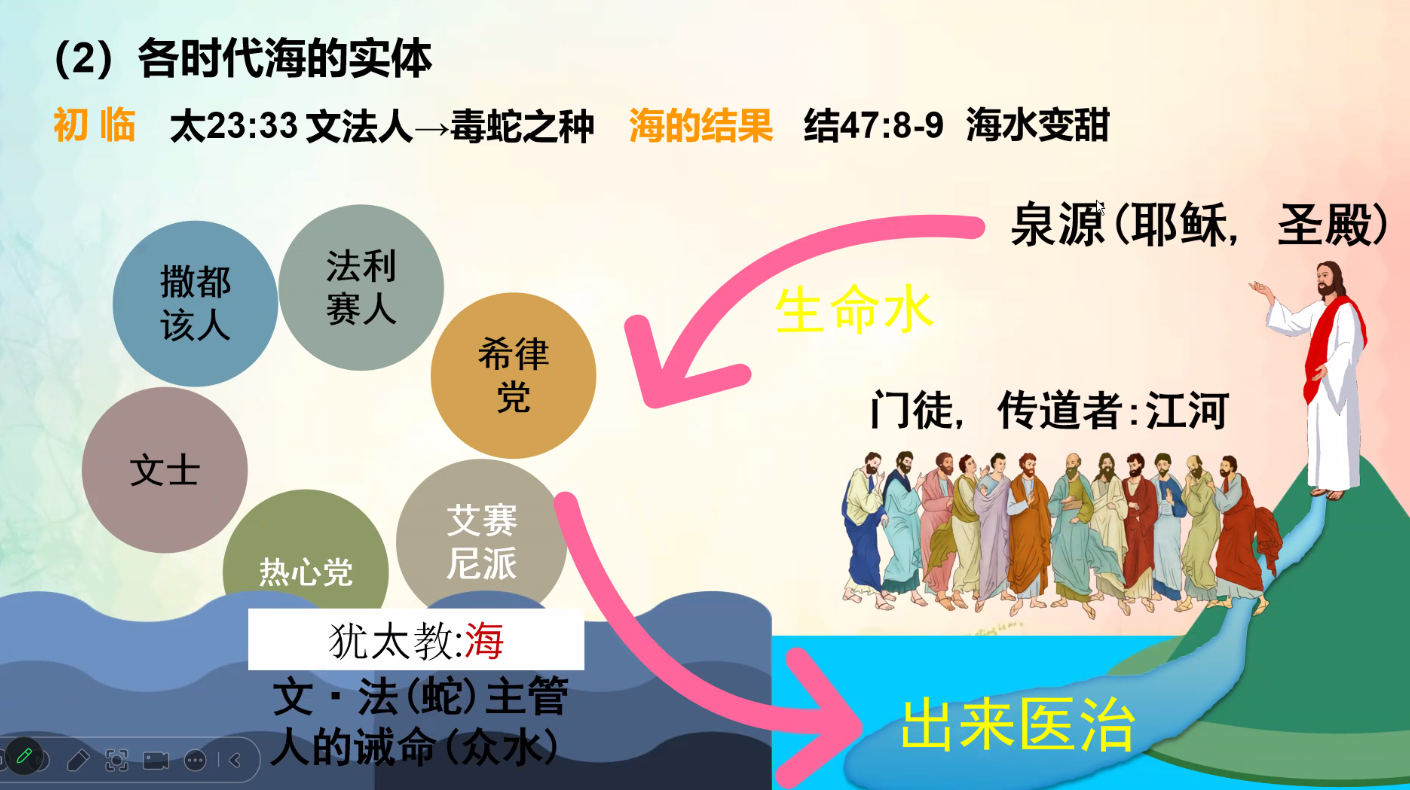 (2) 各时代海的实体
初 临 太23:33 文法人→毒蛇之种 海的结果 结47:8-9 海水变甜
泉源(耶稣, 圣殿)
撒都
该人
法利
赛人
希律
党
生命水
门徒, 传道者:江河
文士
艾赛
尼派
热心党
犹太教:海
文·法(蛇)主管
人的诫命(众水)
出来医治